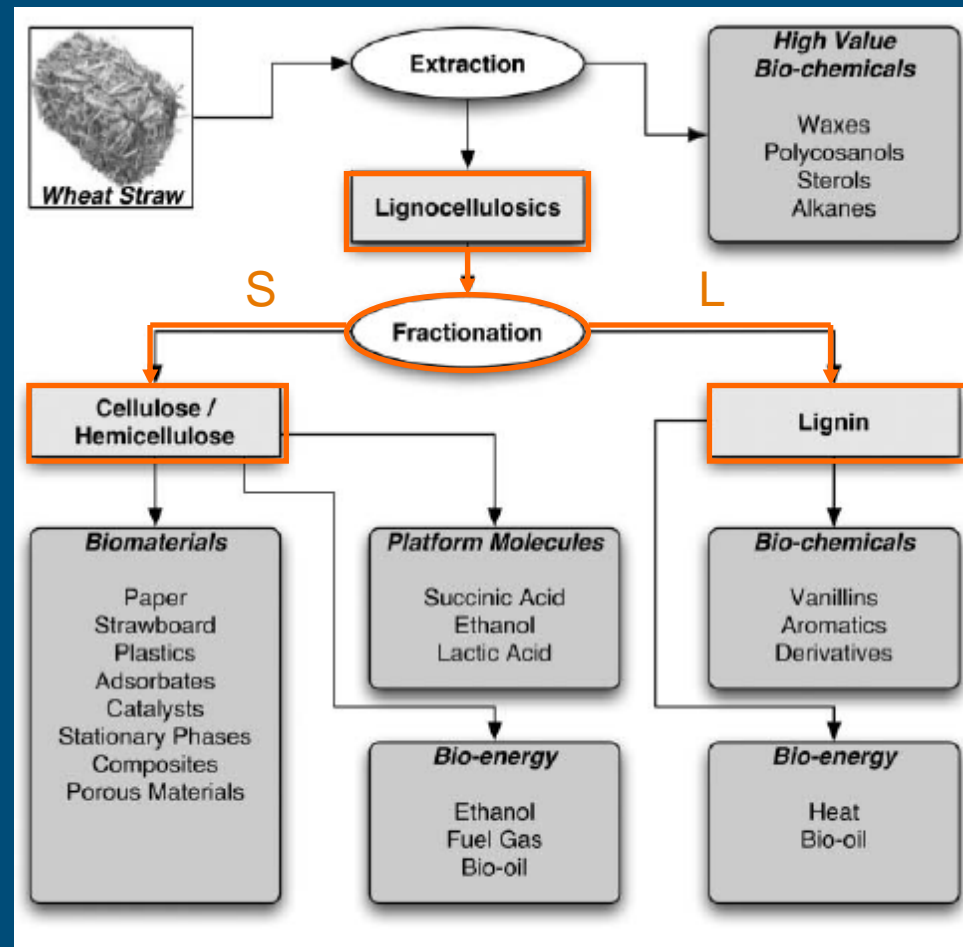 Wheat Straw
Extraction
High Value
Bio-chemicals
Waxes
Polycosanols
Sterols
Alkanes
Lignocellulosics
S
L
Fractionation
Cellulose /
Hemicellulose
Lignin
Biomaterials
Paper
Strawboard
Plastics
Adsorbates
Catalysts
Stationary Phases
Composites
Porous Materials
Platform Molecules
Succinic Acid
Ethanol
Lactic Acid
Bio-chemicals
Vanillins
Aromatics
Derivatives
Bio-energy
Ethanol
Fuel Gas
Bio-oil
Bio-energy
Heat
Bio-oil